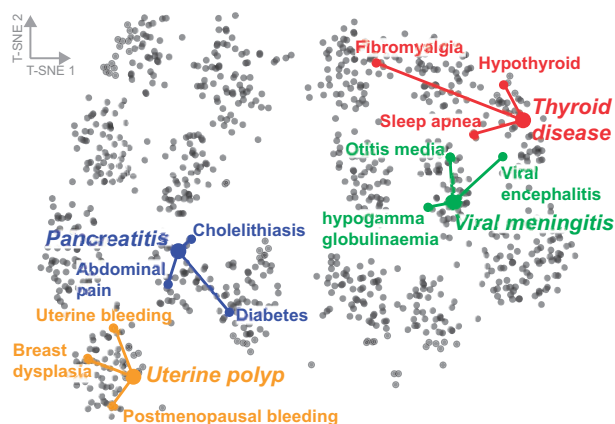 T-SNE 2
T-SNE 1
Fibromyalgia
Hypothyroid
Thyroid
disease
Sleep apnea
Otitis media
Viral
encephalitis
hypogamma
globulinaemia
Viral meningitis
Pancreatitis
Cholelithiasis
Abdominal
pain
Diabetes
Uterine bleeding
Breast
dysplasia
Uterine polyp
Postmenopausal bleeding